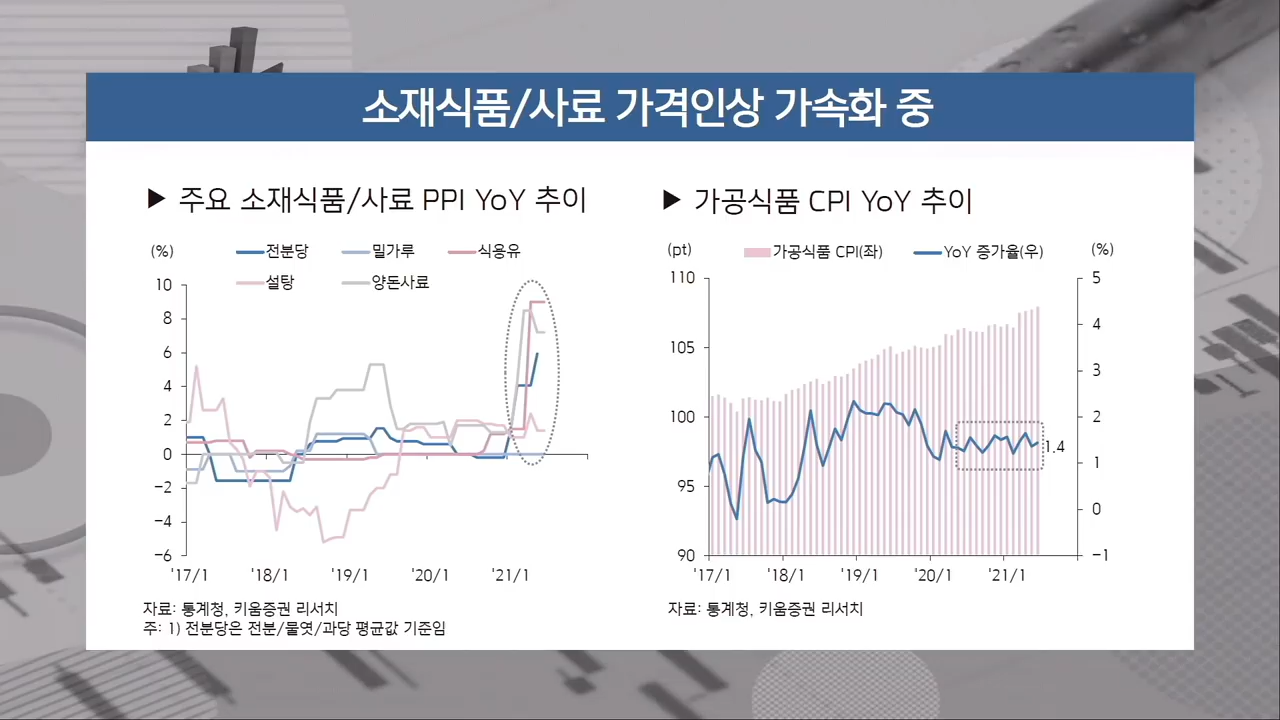 소재식품/사료 가격인상 가속화 중
▶ 주요 소재식품/사료 PPI YoY 추이
(%)
전분당 밀가루 식용유
설탕 양돈사료
10
8
6
4
2
0
-2
-4
-6
'17/1 '18/1 '19/1 '20/1 '21/1
자료: 통계청, 키움증권 리서치
주: 1) 전분당은 전분/물엿/과당 평균값 기준임
▶ 가공식품 CPI YoY 추이
(pt) 가공식품 CPI(좌) YoY 증가율(우) (%)
110
105
100
95
90
5
4
3
2
1
0
-1
1.4
'17/1 '18/1 '19/1 '20/1 '21/1
자료: 통계청, 키움증권 리서치